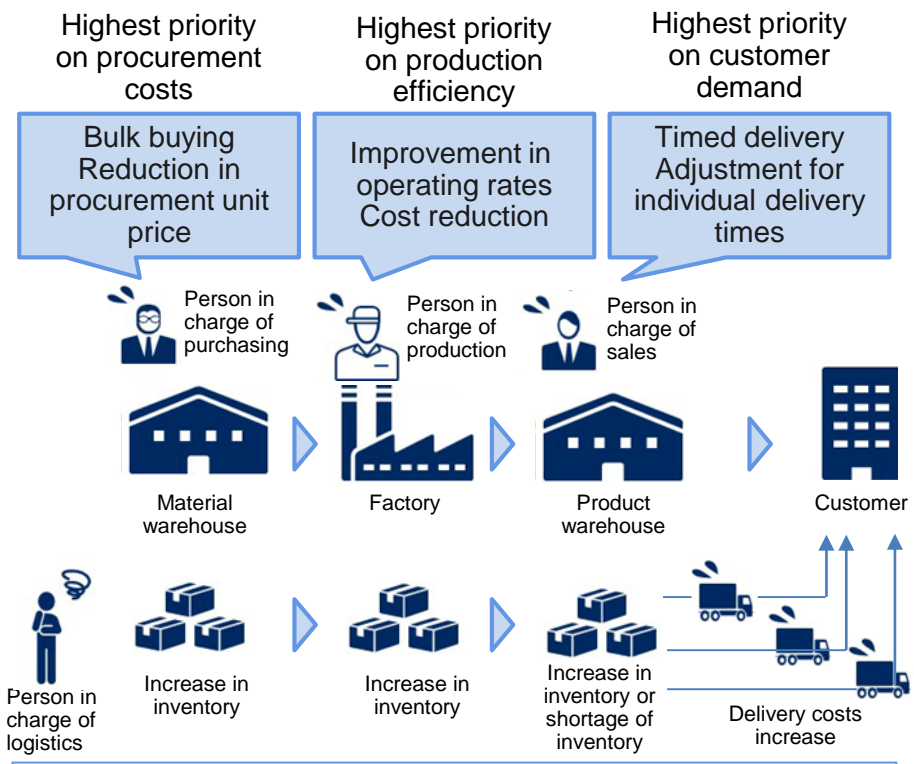 Highest priority
on procurement
costs
Highest priority
on production
efficiency
Highest priority
on customer
demand
Bulk buying
Reduction in
procurement unit
price
Improvement in
operating rates
Cost reduction
Timed delivery
Adjustment for
individual delivery
times
Person in
charge of
purchasing
Person in
charge of
production
Person in
charge of
sales
Material
warehouse
Factory
Product
warehouse
Customer
Person in
charge of
logistics
Increase in
inventory
Increase in
inventory
Increase in
inventory or
shortage of
inventory
Delivery costs
increase